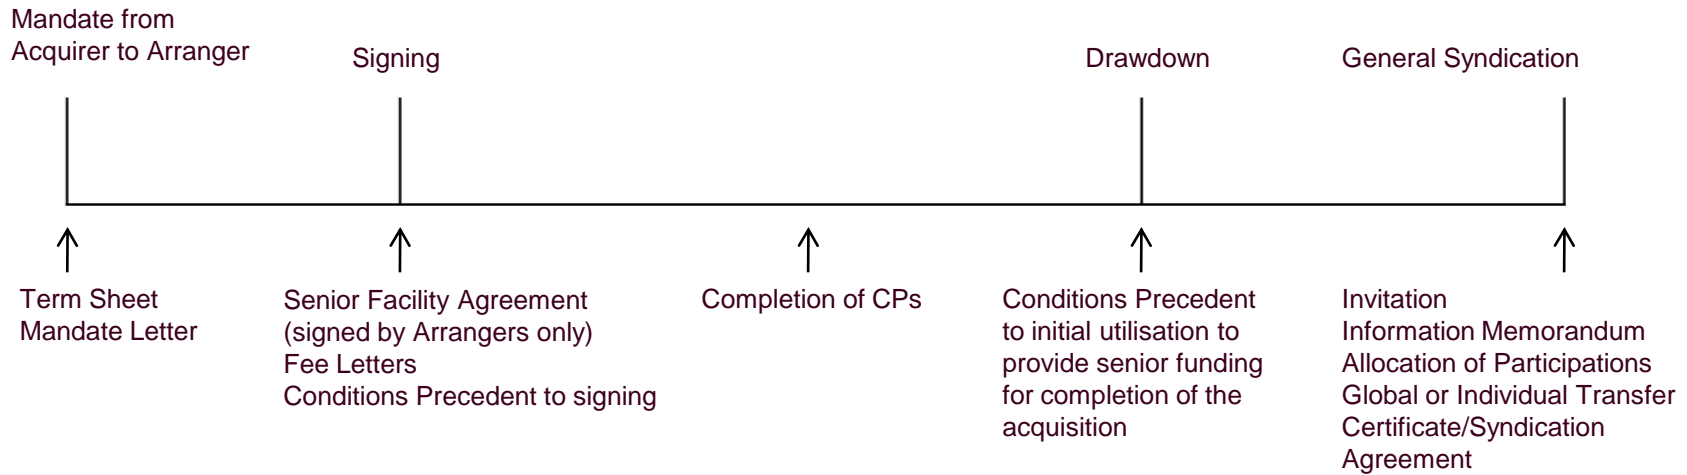 Mandate from
Acquirer to Arranger
Signing
Drawdown
General Syndication
Term Sheet
Mandate Letter
Senior Facility Agreement
(signed by Arrangers only)
Fee Letters
Conditions Precedent to signing
Completion of CPs
Conditions Precedent
to initial utilisation to
provide senior funding
for completion of the
acquisition
Invitation
Information Memorandum
Allocation of Participations
Global or Individual Transfer
Certificate/Syndication
Agreement